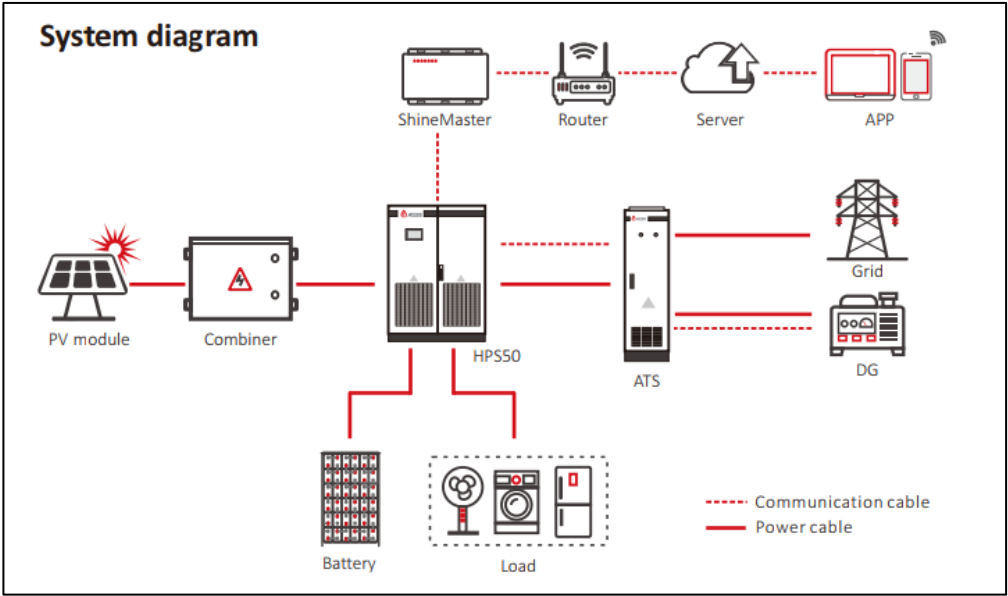 System diagram
ShineMaster
Router
Server
APP
Grid
PV module
Combiner
HPS50
ATS
DG
Battery
Load
Communication cable
Power cable